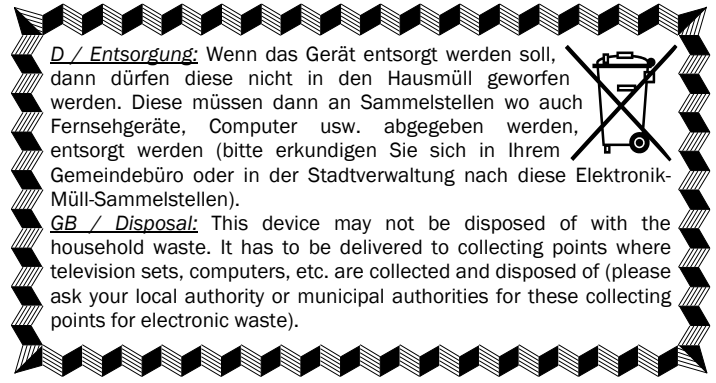 D / Entsorgung: Wenn das Gerät entsorgt werden soll,
dann dürfen diese nicht in den Hausmüll geworfen
werden. Diese müssen dann an Sammelstellen wo auch
Fernsehgeräte, Computer usw. abgegeben werden,
entsorgt werden (bitte erkundigen Sie sich in Ihrem
Gemeindebüro oder in der Stadtverwaltung nach diese Elektronik-
Müll-Sammelstellen).
GB / Disposal: This device may not be disposed of with the
household waste. It has to be delivered to collecting points where
television sets, computers, etc. are collected and disposed of (please
ask your local authority or municipal authorities for these collecting
points for electronic waste).